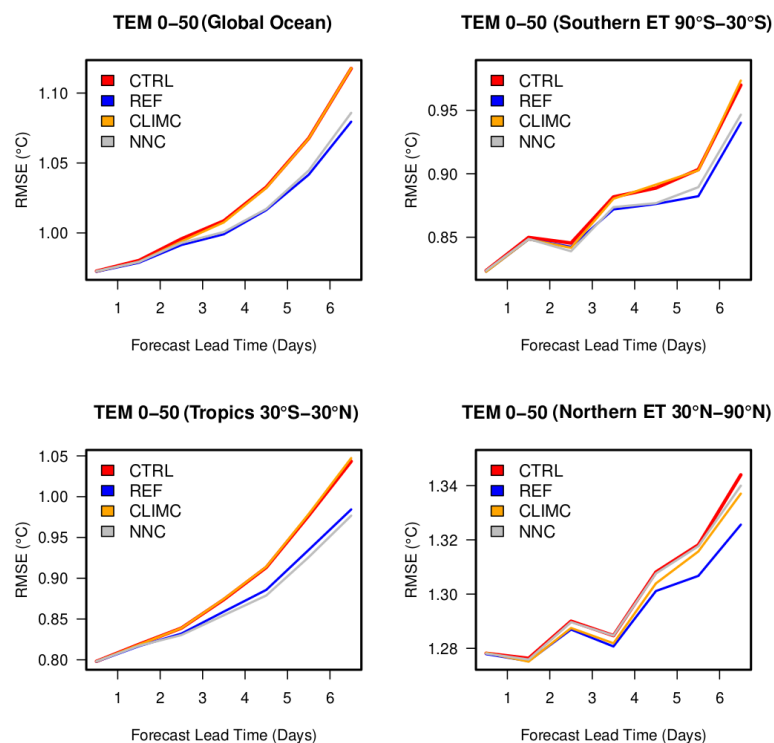 TEM 0−50 (Global Ocean)
RMSE (°C)
1.10
1.05
1.00
CTRL
REF
CLIMC
NNC
1 2 3 4 5 6
Forecast Lead Time (Days)
TEM 0−50 (Southern ET 90°S−30°S)
RMSE (°C)
0.95
0.90
0.85
CTRL
REF
CLIMC
NNC
1 2 3 4 5 6
Forecast Lead Time (Days)
TEM 0−50 (Tropics 30°S−30°N)
RMSE (°C)
1.05
1.00
0.95
0.90
0.85
0.80
CTRL
REF
CLIMC
NNC
1 2 3 4 5 6
Forecast Lead Time (Days)
TEM 0−50 (Northern ET 30°N−90°N)
RMSE (°C)
1.34
1.32
1.30
1.28
CTRL
REF
CLIMC
NNC
1 2 3 4 5 6
Forecast Lead Time (Days)